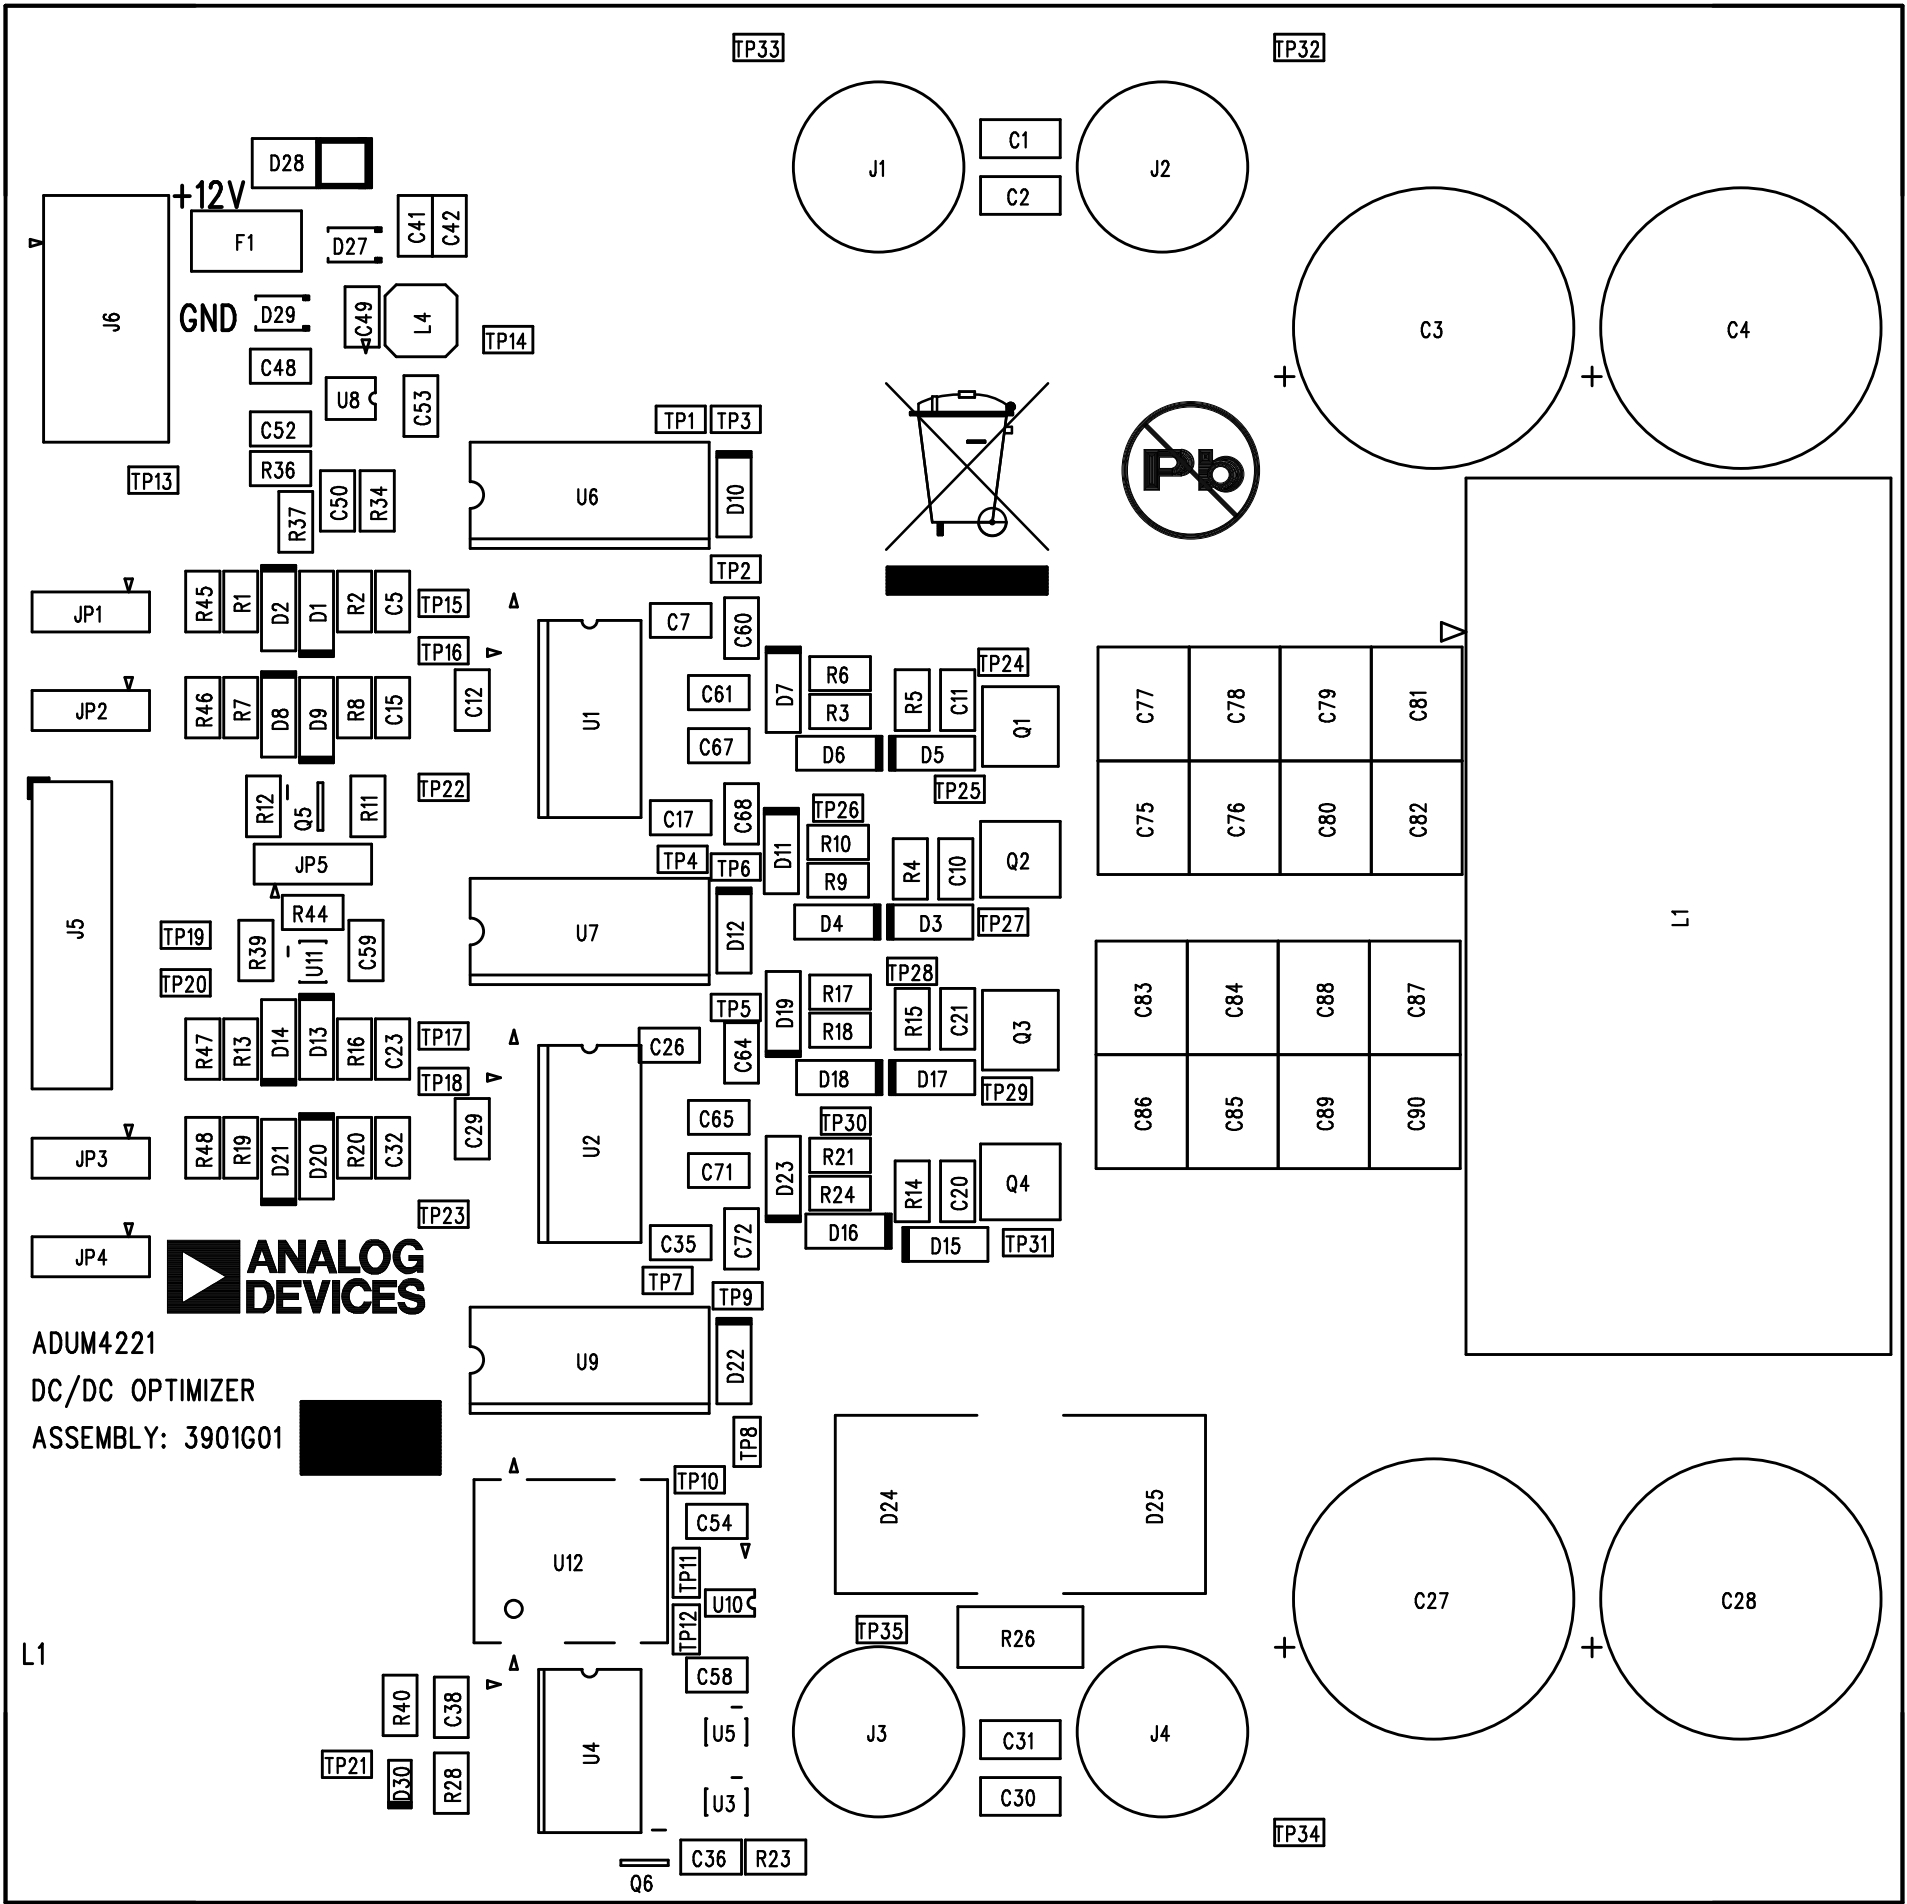 TP33
TP32
J1
C1
J2
C2
D28
+12V
C41
C42
F1
D27
J6
GND
D29
C49
L4
TP14
C3
C4
C48
U8
C53
C52
TP1
TP3
R36
TP13
C50
R34
R37
U6
D10
Pb
TP2
JP1
R45
R1
D2
D1
R2
C5
TP15
TP16
C7
C60
JP2
R46
R7
D8
D9
R8
C15
C12
U1
C61
C67
D7
R6
R3
R5
C11
TP24
Q1
D6
D5
C77
C78
C79
C81
R12
Q5
R11
TP22
C17
C68
TP25
TP26
C75
C76
C80
C82
JP5
TP4
TP6
D11
R10
R9
R4
C10
Q2
R44
J5
TP19
R39
U11
C59
U7
D12
D4
D3
TP27
L1
TP20
TP28
TP5
D19
R17
R18
R15
C21
Q3
C83
C84
C88
C87
R47
R13
D14
D13
R16
C23
TP17
TP18
C26
C64
D18
D17
TP29
JP3
R48
R19
D21
D20
R20
C32
C29
U2
C65
C71
TP30
D23
R21
R24
R14
C20
Q4
C86
C85
C89
C90
TP23
JP4
C35
C72
D16
D15
TP31
ANALOG
DEVICES
TP7
TP9
ADUM4221
DC/DC OPTIMIZER
ASSEMBLY: 3901G01
U9
D22
TP8
TP10
C54
D24
D25
U12
TP11
U10
TP12
C27
C28
TP35
R26
L1
C58
R40
C38
U4
U5
J3
C31
J4
TP21
D30
R28
U3
C30
TP34
C36
R23
Q6